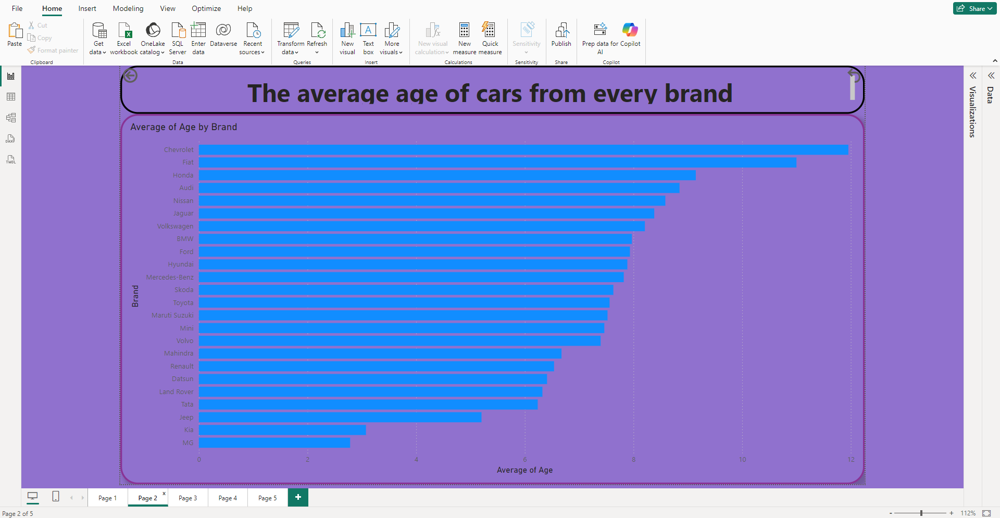 File Home Insert Modeling View Optimize Help Share
Paste Cut Copy Format painter
Clipboard
Get data Excel workbook OneLake catalog SQL Server Enter data Dataverse Recent sources
Data
Transform data Refresh
Queries
New visual Text box More visuals
Insert
New visual calculation New measure Quick measure
Calculations
Sensitivity
Sensitivity
Publish
Share
Prep data for AI Copilot
Copilot
DAX
TMDL
The average age of cars from every brand
Average of Age by Brand
Brand
Chevrolet
Fiat
Honda
Audi
Nissan
Jaguar
Volkswagen
BMW
Ford
Hyundai
Mercedes-Benz
Skoda
Toyota
Maruti Suzuki
Mini
Volvo
Mahindra
Renault
Datsun
Land Rover
Tata
Jeep
Kia
MG
0 2 4 6 8 10 12
Average of Age
Visualizations
Data
Page 1 Page 2 x Page 3 Page 4 Page 5 +
Page 2 of 5
- + 112%